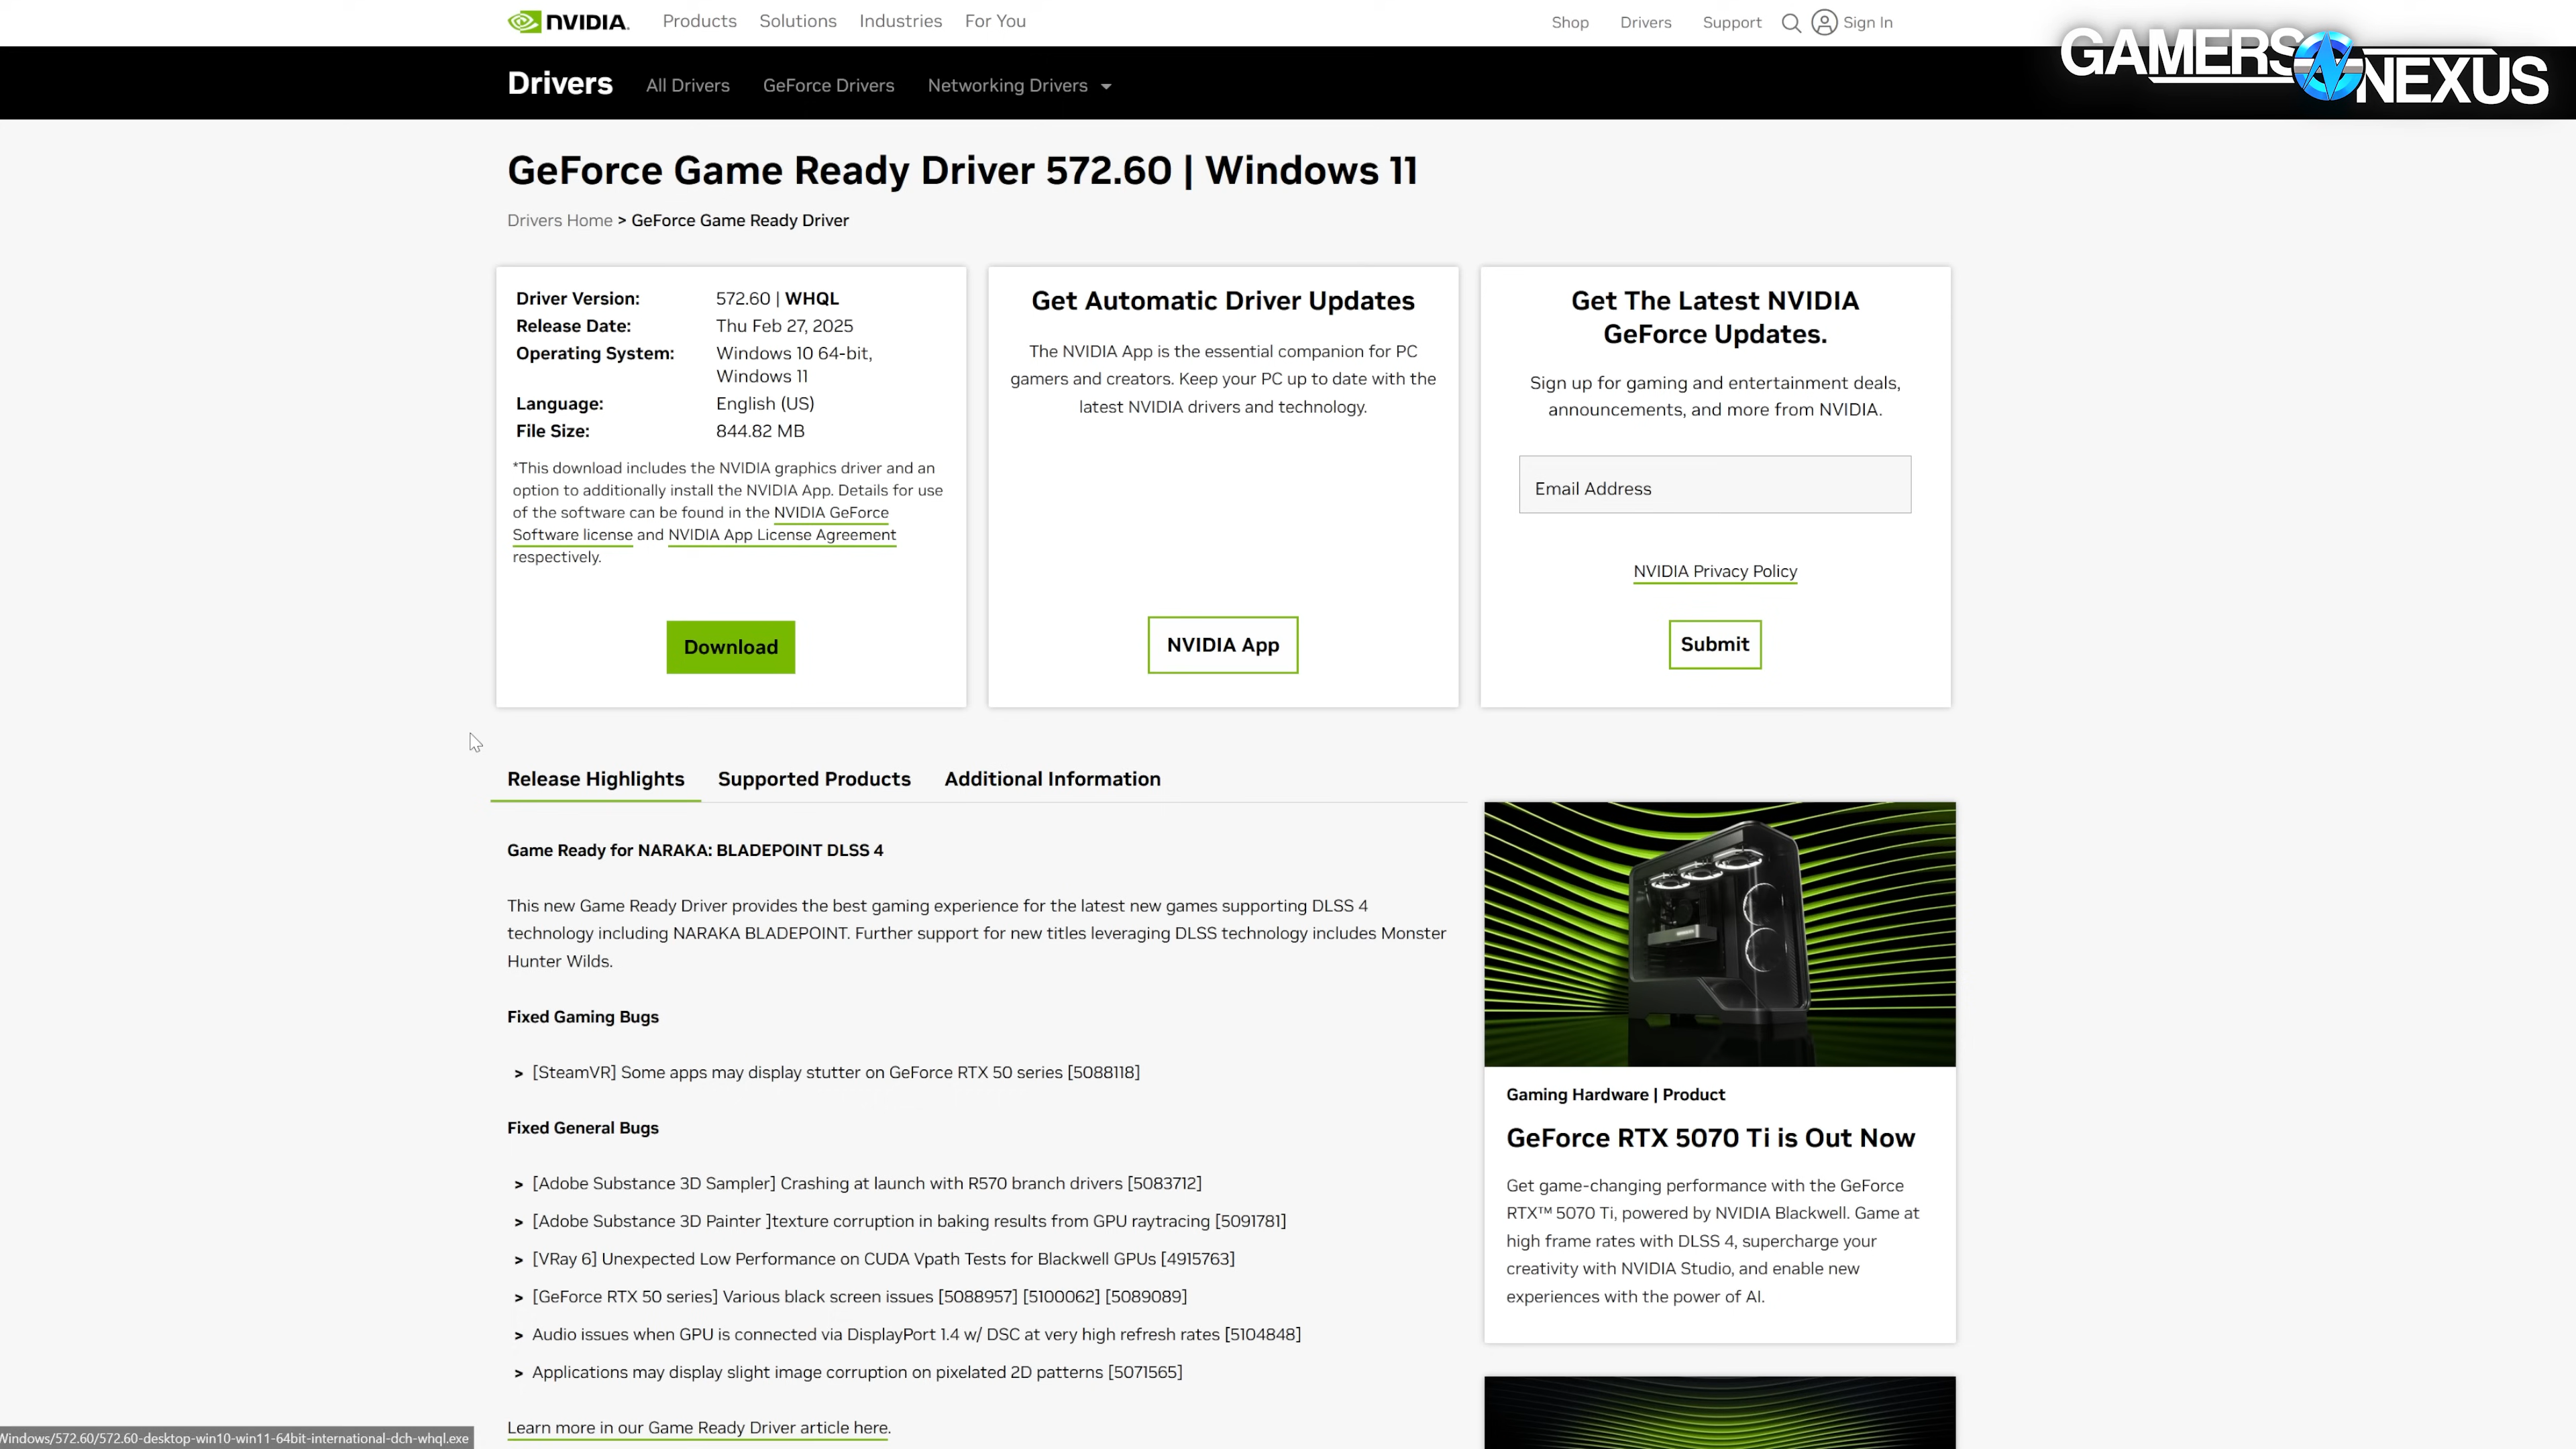 NVIDIA.
Products Solutions Industries For You
Shop Drivers Support Sign In
GAMERS NEXUS
Drivers All Drivers GeForce Drivers Networking Drivers
GeForce Game Ready Driver 572.60 | Windows 11
Drivers Home > GeForce Game Ready Driver
Driver Version: 572.60 | WHQL
Release Date: Thu Feb 27, 2025
Operating System: Windows 10 64-bit,
Windows 11
Language: English (US)
File Size: 844.82 MB
*This download includes the NVIDIA graphics driver and an
option to additionally install the NVIDIA App. Details for use
of the software can be found in the NVIDIA GeForce
Software license and NVIDIA App License Agreement
respectively.
Download
Get Automatic Driver Updates
The NVIDIA App is the essential companion for PC
gamers and creators. Keep your PC up to date with the
latest NVIDIA drivers and technology.
NVIDIA App
Get The Latest NVIDIA
GeForce Updates.
Sign up for gaming and entertainment deals,
announcements, and more from NVIDIA.
Email Address
NVIDIA Privacy Policy
Submit
Release Highlights Supported Products Additional Information
Game Ready for NARAKA: BLADEPOINT DLSS 4
This new Game Ready Driver provides the best gaming experience for the latest new games supporting DLSS 4
technology including NARAKA BLADEPOINT. Further support for new titles leveraging DLSS technology includes Monster
Hunter Wilds.
Fixed Gaming Bugs
> [SteamVR] Some apps may display stutter on GeForce RTX 50 series [5088118]
Fixed General Bugs
> [Adobe Substance 3D Sampler] Crashing at launch with R570 branch drivers [5083712]
> [Adobe Substance 3D Painter ]texture corruption in baking results from GPU raytracing [5091781]
> [VRay 6] Unexpected Low Performance on CUDA Vpath Tests for Blackwell GPUs [4915763]
> [GeForce RTX 50 series] Various black screen issues [5088957] [5100062] [5089089]
> Audio issues when GPU is connected via DisplayPort 1.4 w/ DSC at very high refresh rates [5104848]
> Applications may display slight image corruption on pixelated 2D patterns [5071565]
Learn more in our Game Ready Driver article here.
Gaming Hardware | Product
GeForce RTX 5070 Ti is Out Now
Get game-changing performance with the GeForce
RTX™ 5070 Ti, powered by NVIDIA Blackwell. Game at
high frame rates with DLSS 4, supercharge your
creativity with NVIDIA Studio, and enable new
experiences with the power of AI.
Windows/572.60/572.60-desktop-win10-win11-64bit-international-dch-whql.exe